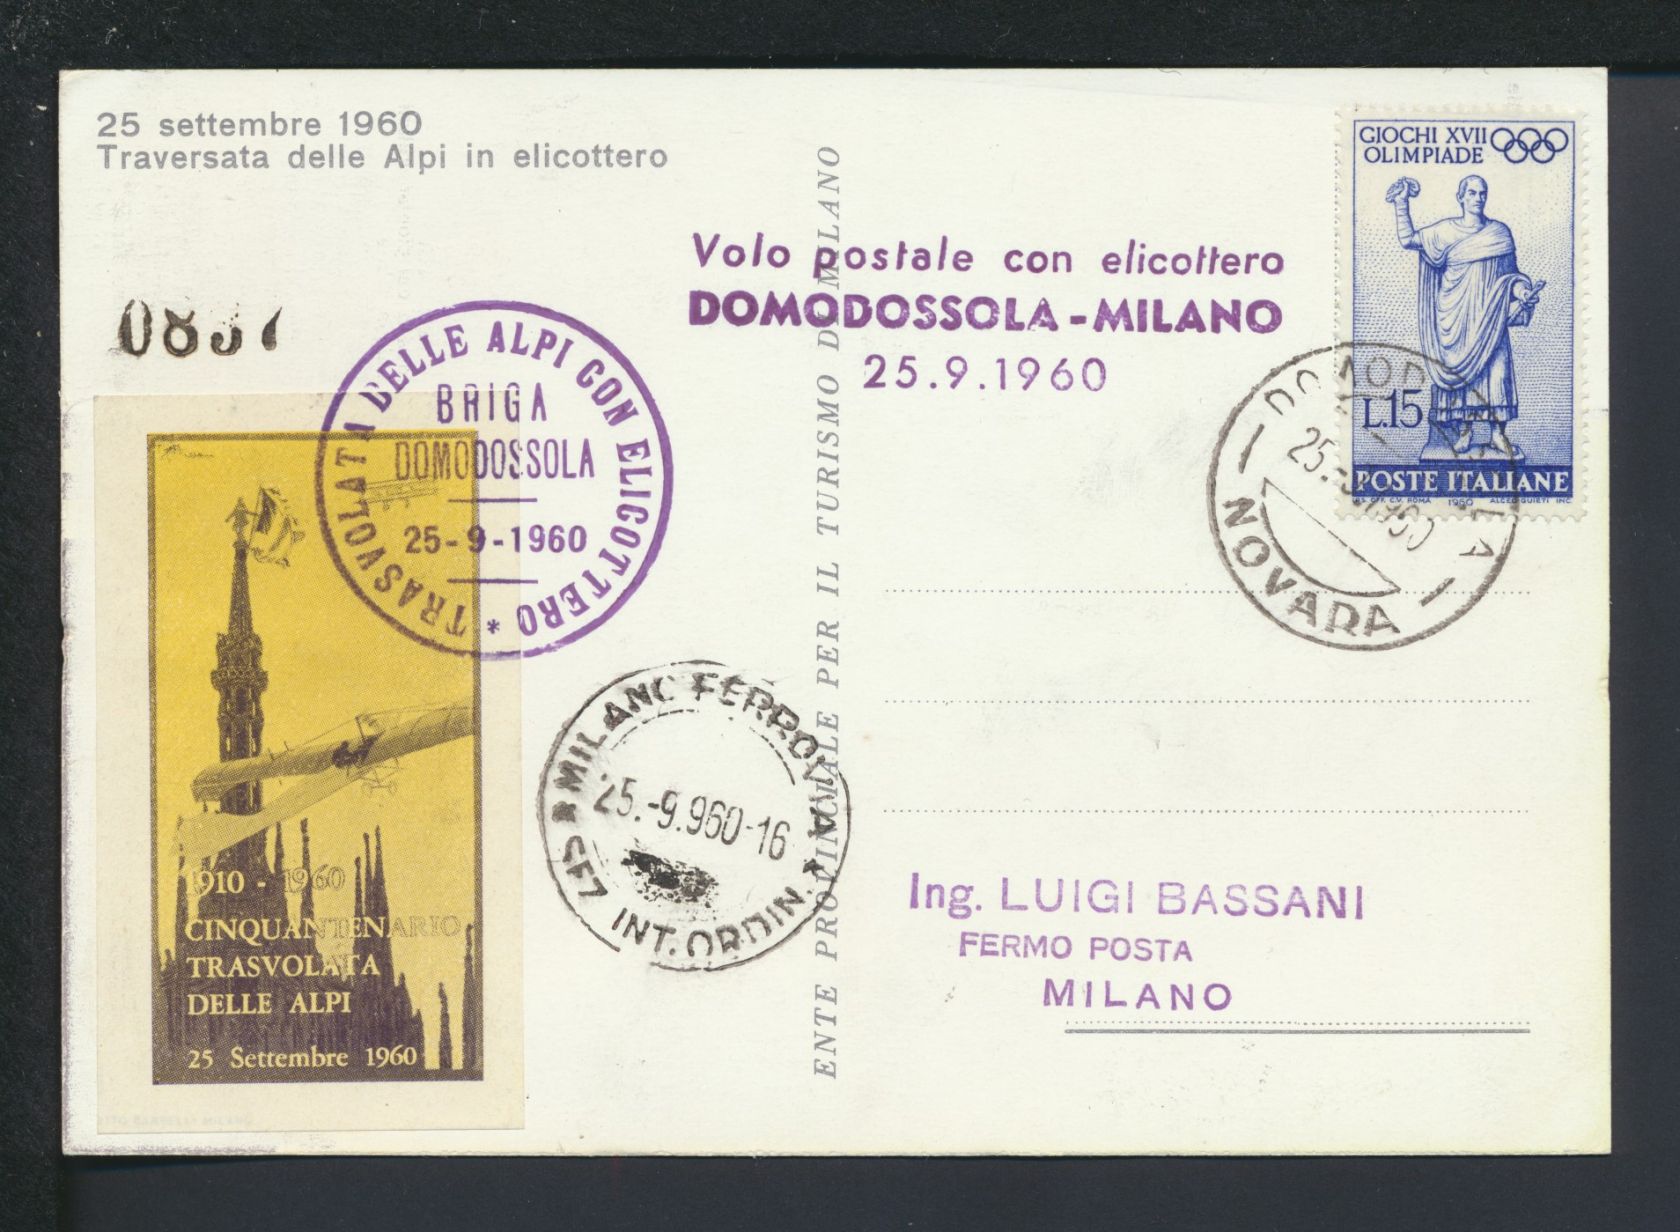 25 settembre 1960
Traversata delle Alpi in elicottero
GIOCHI XVII
OLIMPIADE
L.15
POSTE ITALIANE
1960
Volo postale con elicottero
DOMODOSSOLA-MILANO
25.9.1960
TRASVOLATA DELLE ALPI CON ELICOTTERO *
BRIGA
DOMODOSSOLA
25-9-1960
NOVARA
ENTE PROVINCIALE PER IL TURISMO DI MILANO
MILANO FERROVIA
25.-9.960-16
INT. ORDIN.
1910 - 1960
CINQUANTENARIO
TRASVOLATA
DELLE ALPI
25 Settembre 1960
Ing. LUIGI BASSANI
FERMO POSTA
MILANO